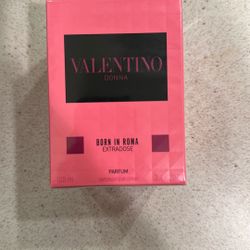 VALENTINO
DONNA
BORN IN ROMA
EXTRADOSE
PARFUM